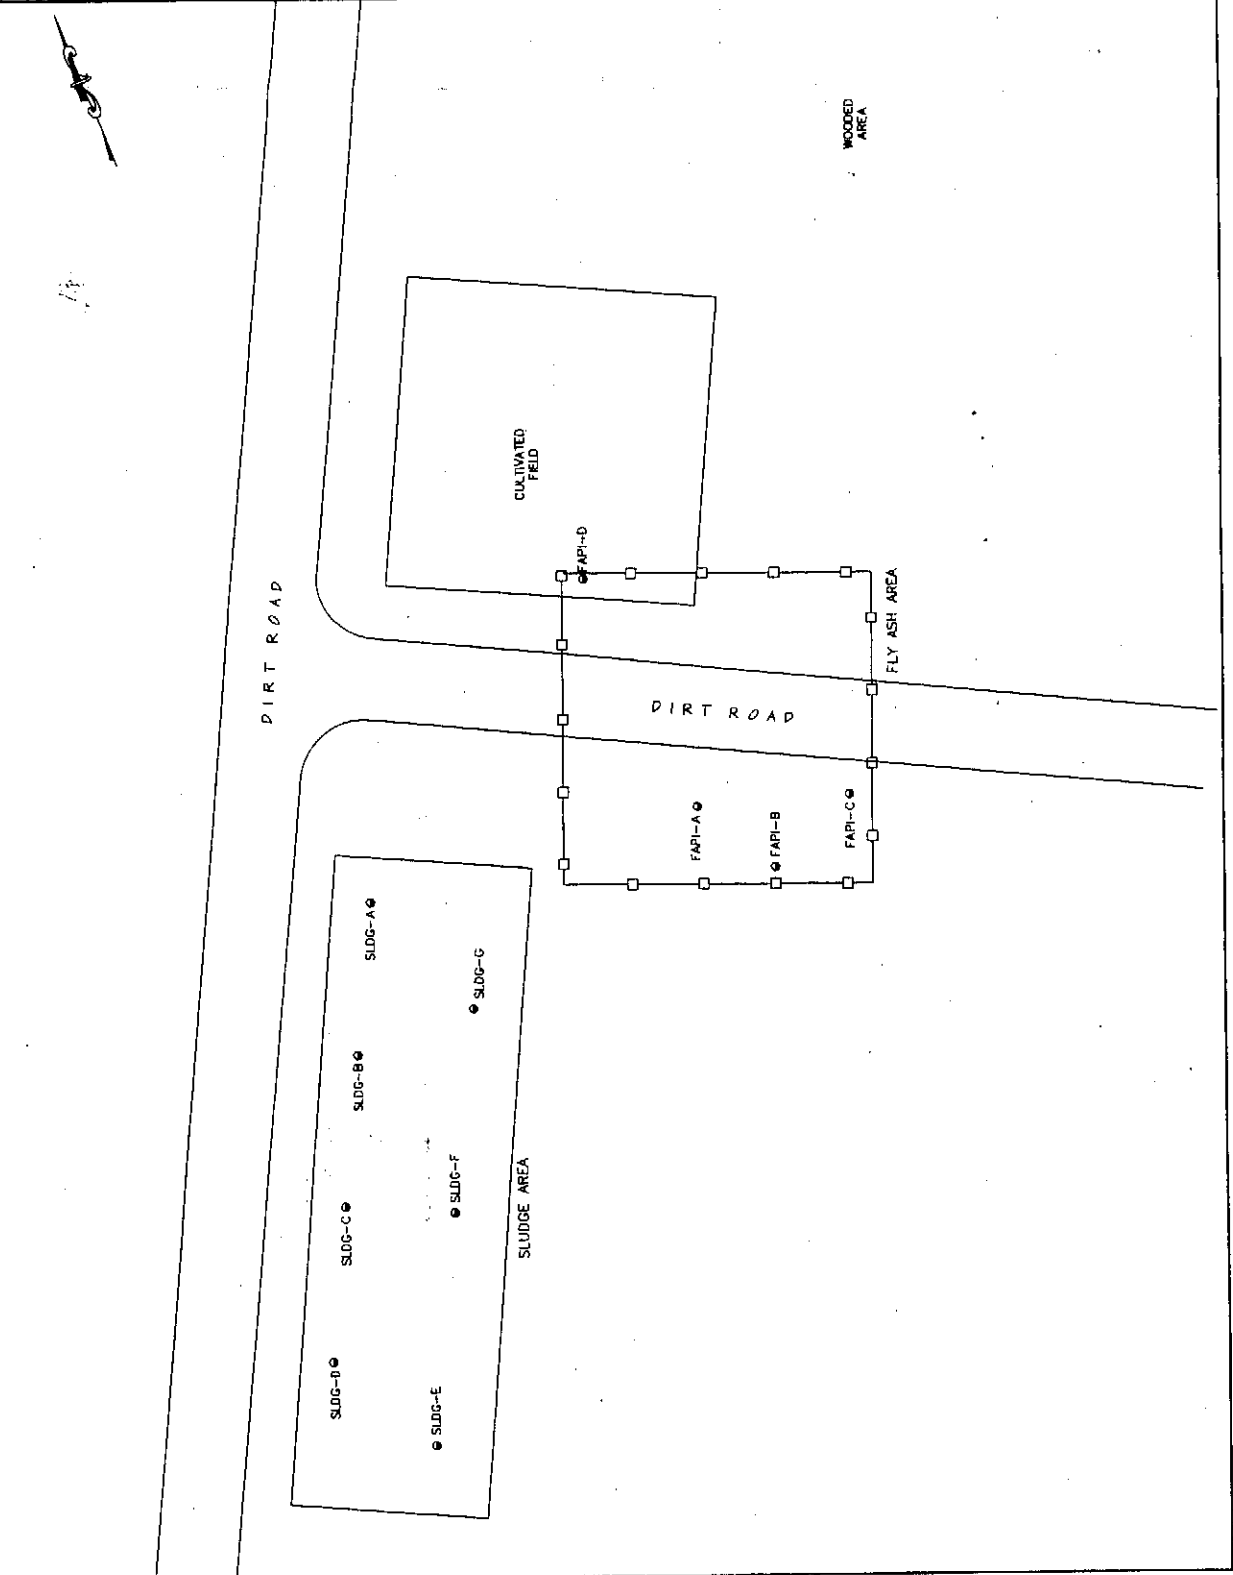 N
WOODED
AREA
CULTIVATED
FIELD
FAPI-D
DIRT ROAD
FLY ASH AREA
DIRT ROAD
FAPI-A
FAPI-B
FAPI-C
SLDG-A
SLDG-G
SLDG-B
SLDG-F
SLUDGE AREA
SLDG-C
SLDG-D
SLDG-E